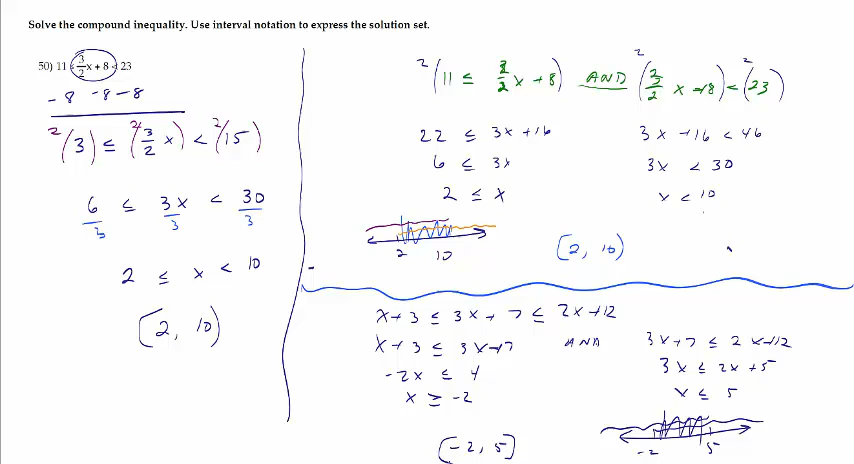 Solve the compound inequality. Use interval notation to express the solution set.
50) 11 ≤ 3/2 x + 8 < 23
-8 -8 -8
2(3) ≤ 2(3/2 x) < 2(15)
6/3 ≤ 3x/3 < 30/3
2 ≤ x < 10
[2, 10)
2(11 ≤ 3/2 x + 8) AND 2(3/2 x + 8) < 2(23)
22 ≤ 3x + 16 3x + 16 < 46
6 ≤ 3x 3x < 30
2 ≤ x x < 10
2 10 [2, 10)
x + 3 ≤ 3x + 7 ≤ 2x + 12
x + 3 ≤ 3x + 7 AND 3x + 7 ≤ 2x + 12
-2x ≤ 4 3x ≤ 2x + 5
x ≥ -2 x ≤ 5
[-2, 5] -2 5